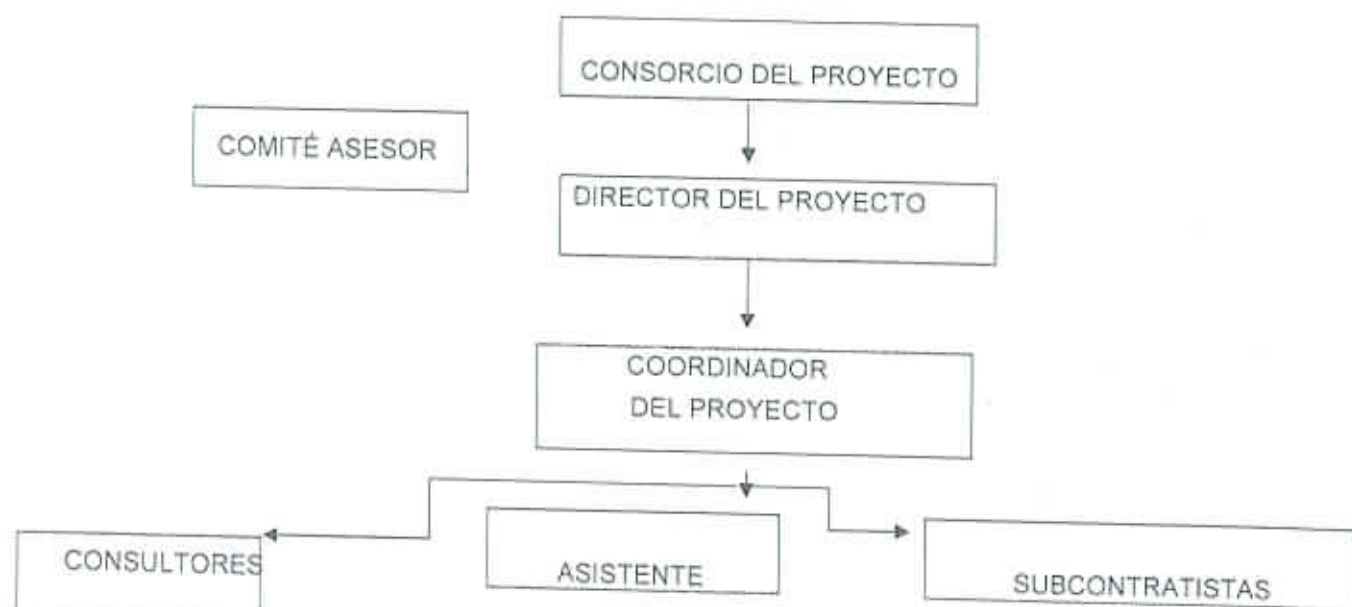 CONSORCIO DEL PROYECTO
COMITÉ ASESOR
DIRECTOR DEL PROYECTO
COORDINADOR
DEL PROYECTO
CONSULTORES
ASISTENTE
SUBCONTRATISTAS